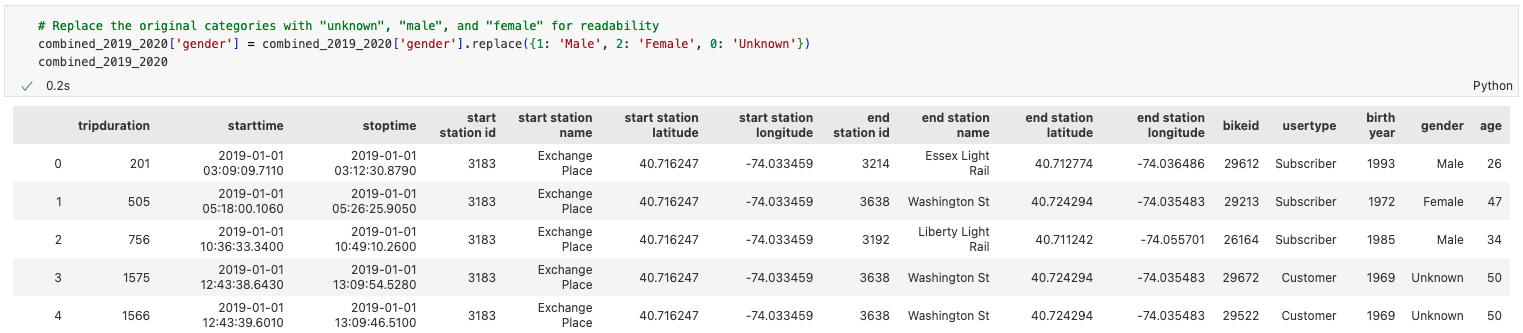 # Replace the original categories with "unknown", "male", and "female" for readability
combined_2019_2020['gender'] = combined_2019_2020['gender'].replace({1: 'Male', 2: 'Female', 0: 'Unknown'})
combined_2019_2020
✓ 0.2s Python
tripduration starttime stoptime start station id start station name start station latitude start station longitude end station id end station name end station latitude end station longitude bikeid usertype birth year gender age
0 201 2019-01-01 03:09:09.7110 2019-01-01 03:12:30.8790 3183 Exchange Place 40.716247 -74.033459 3214 Essex Light Rail 40.712774 -74.036486 29612 Subscriber 1993 Male 26
1 505 2019-01-01 05:18:00.1060 2019-01-01 05:26:25.9050 3183 Exchange Place 40.716247 -74.033459 3638 Washington St 40.724294 -74.035483 29213 Subscriber 1972 Female 47
2 756 2019-01-01 10:36:33.3400 2019-01-01 10:49:10.2600 3183 Exchange Place 40.716247 -74.033459 3192 Liberty Light Rail 40.711242 -74.055701 26164 Subscriber 1985 Male 34
3 1575 2019-01-01 12:43:38.6430 2019-01-01 13:09:54.5280 3183 Exchange Place 40.716247 -74.033459 3638 Washington St 40.724294 -74.035483 29672 Customer 1969 Unknown 50
4 1566 2019-01-01 12:43:39.6010 2019-01-01 13:09:46.5100 3183 Exchange Place 40.716247 -74.033459 3638 Washington St 40.724294 -74.035483 29522 Customer 1969 Unknown 50